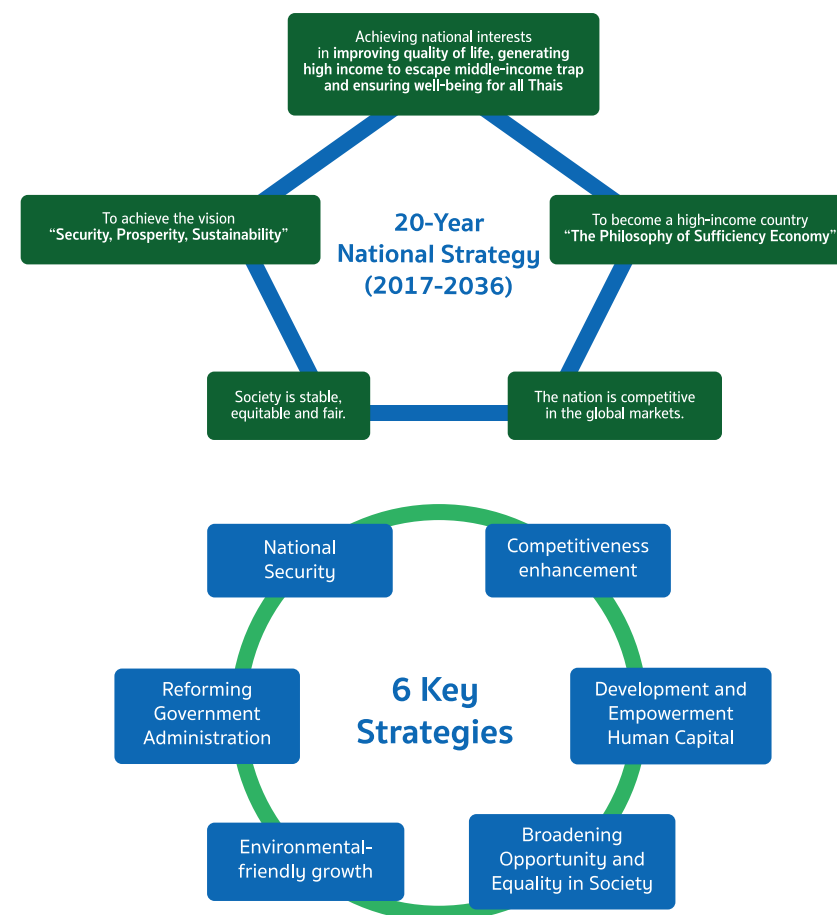 Achieving national interests
in improving quality of life, generating
high income to escape middle-income trap
and ensuring well-being for all Thais
To achieve the vision
“Security, Prosperity, Sustainability”
20-Year
National Strategy
(2017-2036)
To become a high-income country
“The Philosophy of Sufficiency Economy”
Society is stable,
equitable and fair.
The nation is competitive
in the global markets.
National
Security
Competitiveness
enhancement
Reforming
Government
Administration
6 Key
Strategies
Development and
Empowerment
Human Capital
Environmental-
friendly growth
Broadening
Opportunity and
Equality in Society